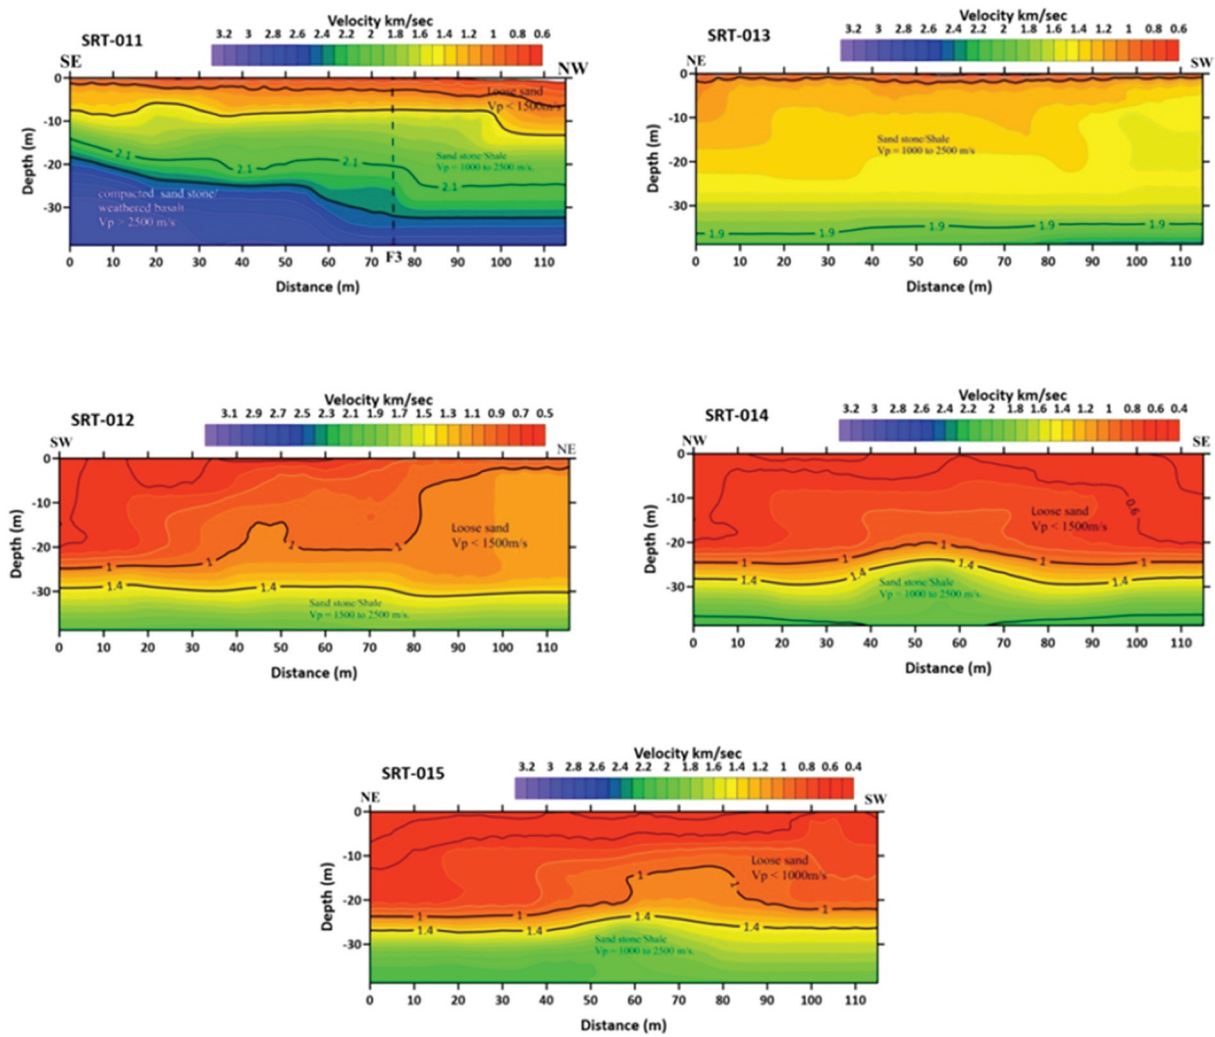 Velocity km/sec
SRT-011
3.2 3 2.8 2.6 2.4 2.2 2 1.8 1.6 1.4 1.2 1 0.8 0.6
SE
NW
0
-10
-20
-30
Depth (m)
Loose sand
Vp < 1500m/s
Sand stone/Shale
Vp = 1000 to 2500 m/s.
2.1 2.1 2.1 2.1
compacted sand stone/
weathered basalt
Vp > 2500 m/s
0 10 20 30 40 50 60 70 80 90 100 110
F3
Distance (m)
Velocity km/sec
SRT-013
3.2 3 2.8 2.6 2.4 2.2 2 1.8 1.6 1.4 1.2 1 0.8 0.6
NE
SW
0
-10
-20
-30
Depth (m)
Sand stone/Shale
Vp = 1000 to 2500 m/s
1.9 1.9 1.9 1.9 1.9
0 10 20 30 40 50 60 70 80 90 100 110
Distance (m)
Velocity km/sec
SRT-012
3.1 2.9 2.7 2.5 2.3 2.1 1.9 1.7 1.5 1.3 1.1 0.9 0.7 0.5
SW
NE
0
-10
-20
-30
Depth (m)
Loose sand
Vp < 1500m/s
1 1 1 1
1.4 1.4
Sand stone/Shale
Vp = 1500 to 2500 m/s.
0 10 20 30 40 50 60 70 80 90 100 110
Distance (m)
Velocity km/sec
SRT-014
3.2 3 2.8 2.6 2.4 2.2 2 1.8 1.6 1.4 1.2 1 0.8 0.6 0.4
NW
SE
0
-10
-20
-30
Depth (m)
0.6
Loose sand
Vp < 1500m/s
1 1 1 1 1
1.4 1.4 1.4 1.4
Sand stone/Shale
Vp = 1000 to 2500 m/s.
0 10 20 30 40 50 60 70 80 90 100 110
Distance (m)
Velocity km/sec
SRT-015
3.2 3 2.8 2.6 2.4 2.2 2 1.8 1.6 1.4 1.2 1 0.8 0.6 0.4
NE
SW
0
-10
-20
-30
Depth (m)
Loose sand
Vp < 1000m/s
1 1 1 1 1
1.4 1.4 1.4 1.4
Sand stone/Shale
Vp = 1000 to 2500 m/s.
0 10 20 30 40 50 60 70 80 90 100 110
Distance (m)